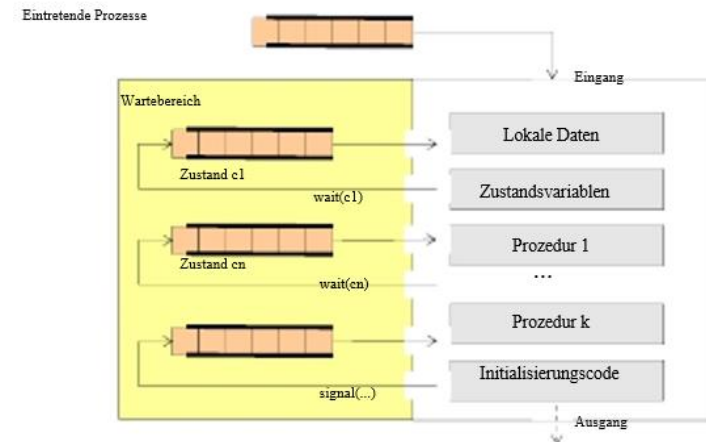 Eintretende Prozesse
Eingang
Wartebereich
Lokale Daten
Zustand c1
wait(c1)
Zustandsvariablen
Prozedur 1
Zustand cn
...
wait(cn)
Prozedur k
Initialisierungscode
signal(...)
Ausgang